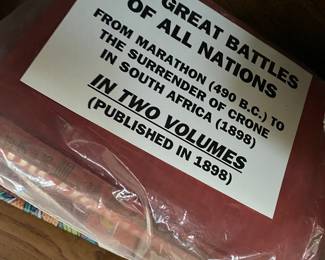 GREAT BATTLES
OF ALL NATIONS
FROM MARATHON (490 B.C.) TO
THE SURRENDER OF CRONE
IN SOUTH AFRICA (1898)
IN TWO VOLUMES
(PUBLISHED IN 1898)